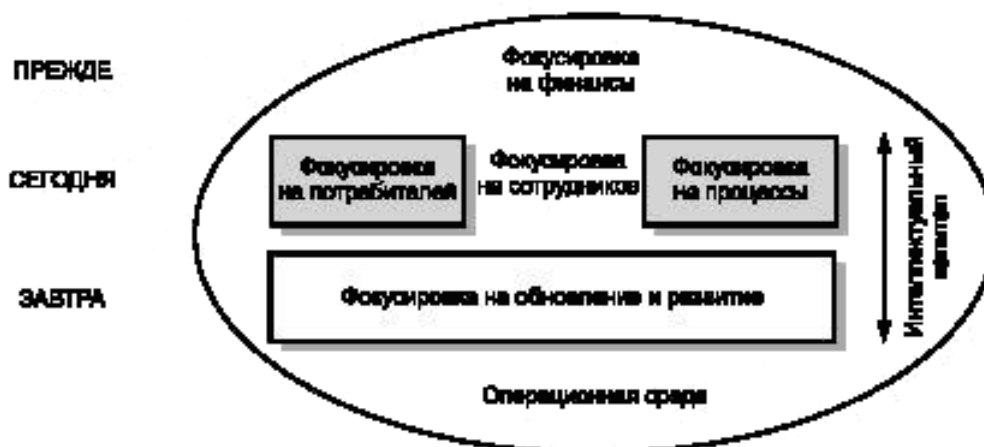 ПРЕЖДЕ
Фокусировка
на финансы
СЕГОДНЯ
Фокусировка
на потребителей
Фокусировка
на сотрудников
Фокусировка
на процессы
Интеллектуальный
капитал
ЗАВТРА
Фокусировка на обновление и развитие
Операционная среда